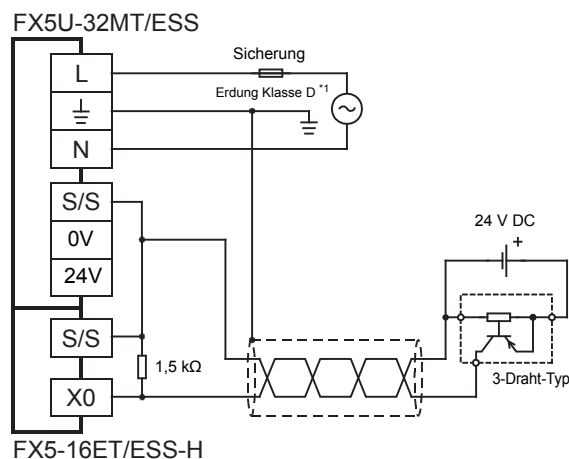 FX5U-32MT/ESS
L
Sicherung
Erdung Klasse D *1
N
S/S
0V
24V
24 V DC
+
S/S
1,5 kΩ
X0
3-Draht-Typ
FX5-16ET/ESS-H